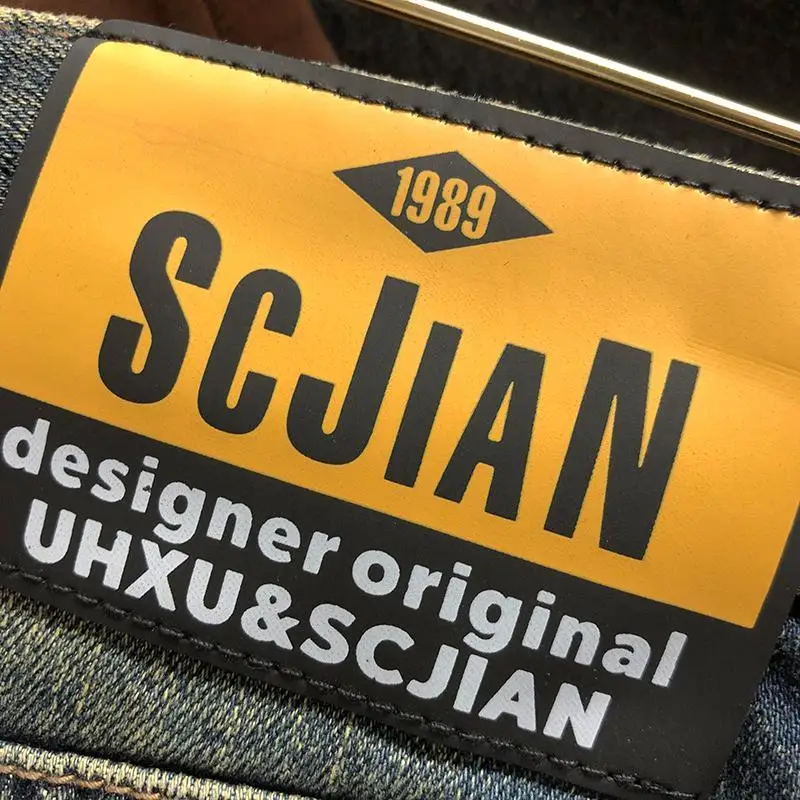 1989
SCJIAN
designer original
UHXU&SCJIAN